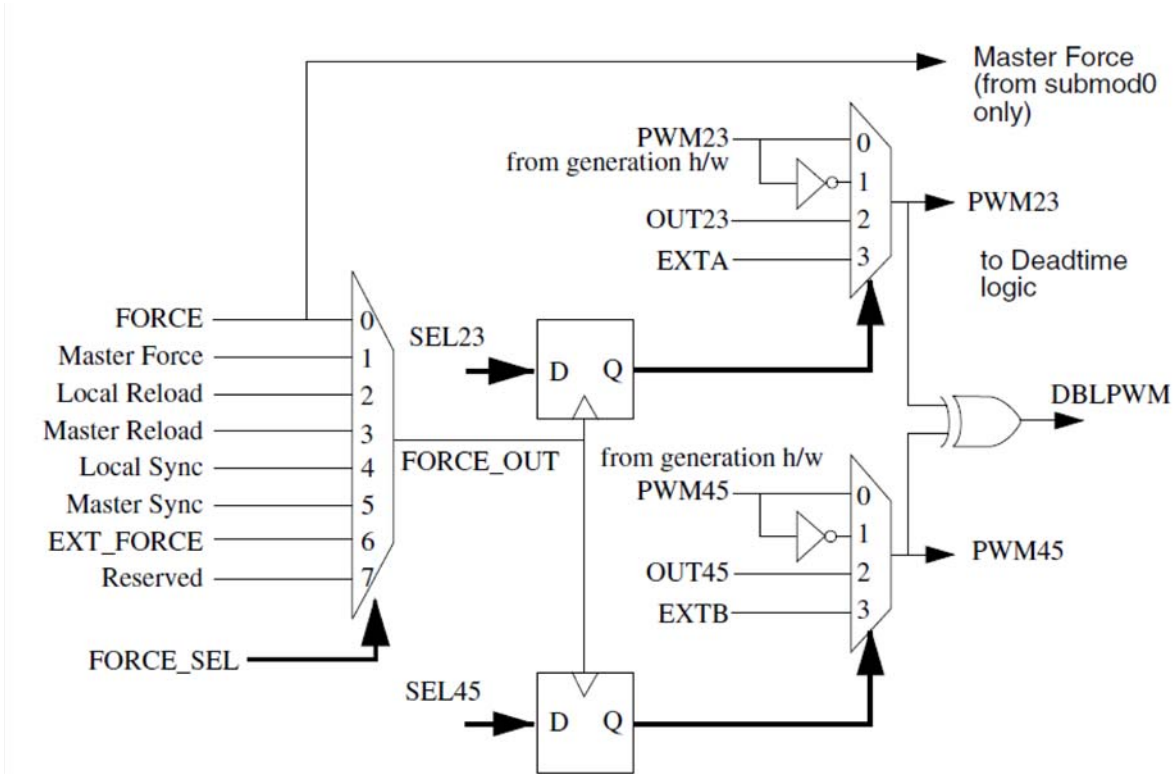 Master Force
(from submod0
only)
PWM23
from generation h/w
OUT23
EXTA
0
1
2
3
PWM23
to Deadtime
logic
FORCE
Master Force
Local Reload
Master Reload
Local Sync
Master Sync
EXT_FORCE
Reserved
0
1
2
3
4
5
6
7
FORCE_SEL
FORCE_OUT
SEL23
D Q
DBLPWM
from generation h/w
PWM45
OUT45
EXTB
0
1
2
3
PWM45
SEL45
D Q